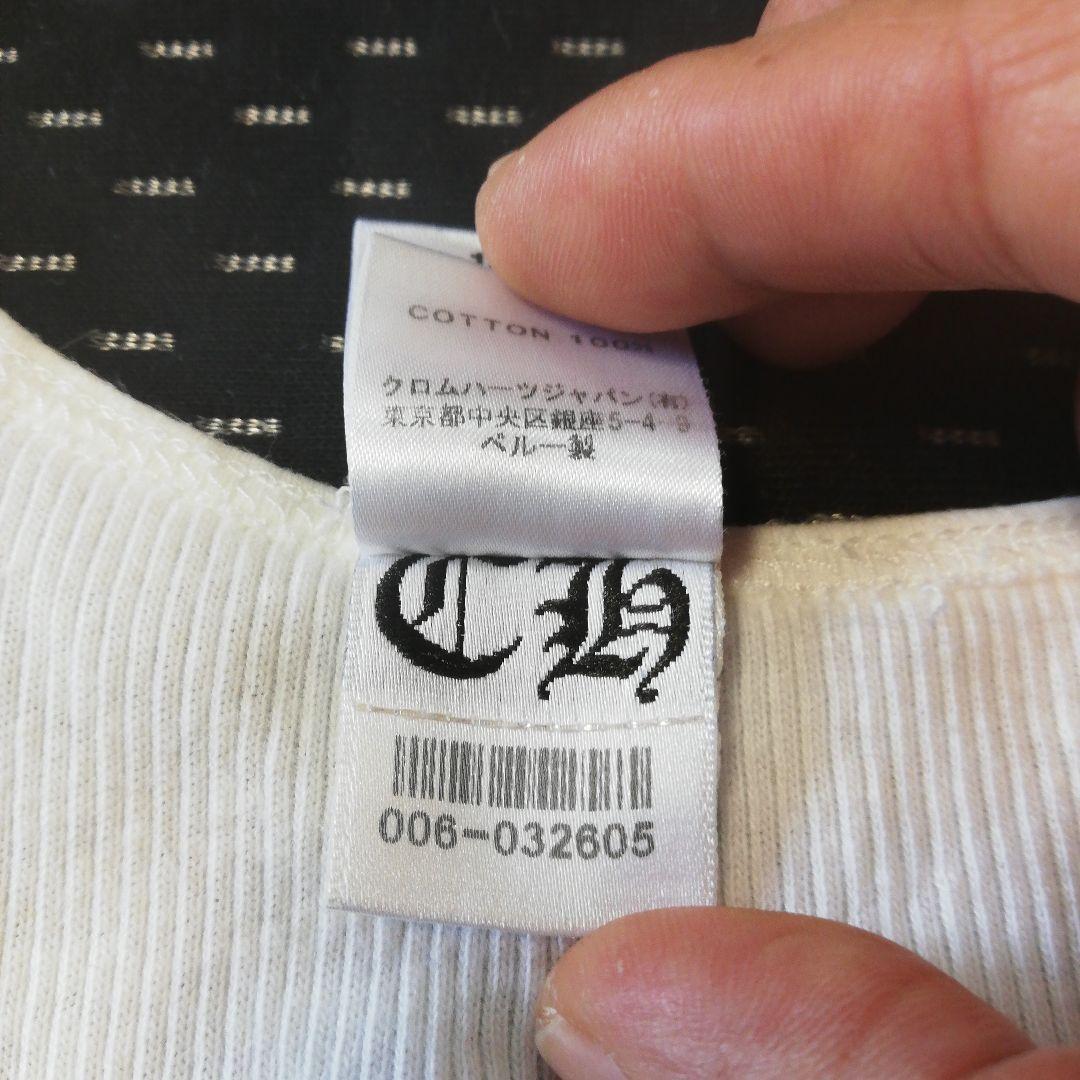 COTTON 100%
クロムハーツジャパン(有)
東京都中央区銀座5-4-8
ペルー製
CH
006-032605